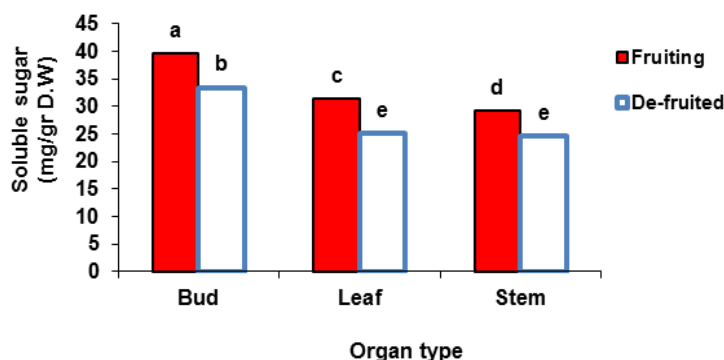 Soluble sugar
(mg/gr D.W)
45
40
35
30
25
20
15
10
5
0
a
b
c
e
d
e
Bud
Leaf
Stem
Organ type
Fruiting
De-fruited